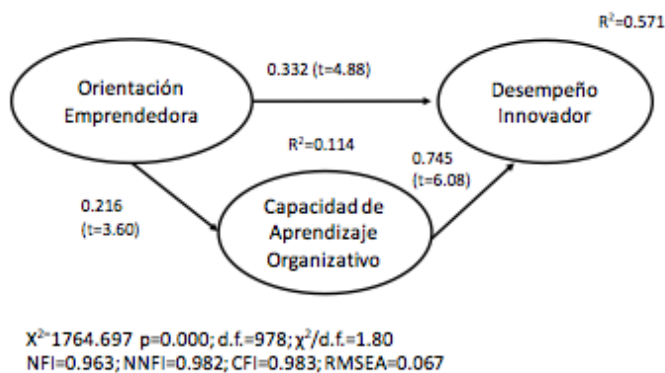 R²=0.571
Orientación
Emprendedora
0.332 (t=4.88)
Desempeño
Innovador
R²=0.114
0.745
(t=6.08)
0.216
(t=3.60)
Capacidad de
Aprendizaje
Organizativo
X²⁼1764.697 p=0.000; d.f.=978; χ²/d.f.=1.80
NFI=0.963; NNFI=0.982; CFI=0.983; RMSEA=0.067